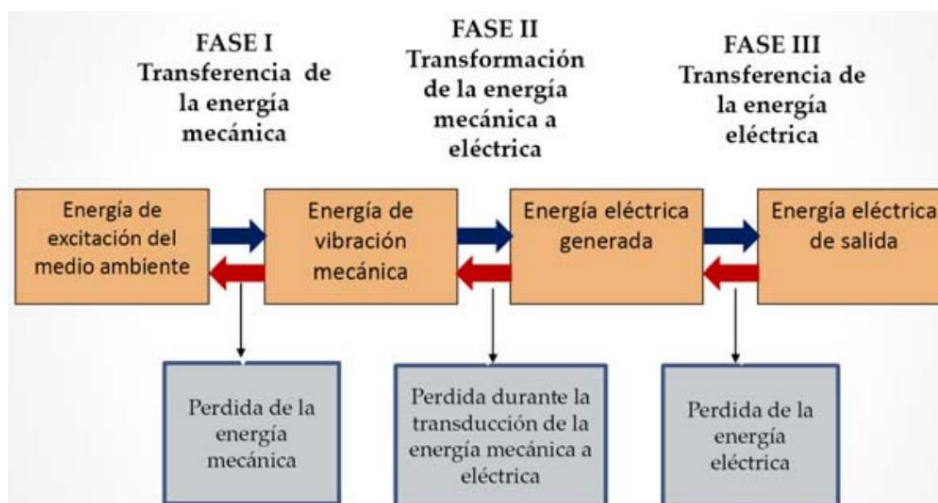 FASE I
Transferencia de
la energía
mecánica
FASE II
Transformación
de la energía
mecánica a
eléctrica
FASE III
Transferencia de
la energía
eléctrica
Energía de
excitación del
medio ambiente
Energía de
vibración
mecánica
Energía eléctrica
generada
Energía eléctrica
de salida
Perdida de la
energía
mecánica
Perdida durante la
transducción de la
energía mecánica a
eléctrica
Perdida de la
energía
eléctrica